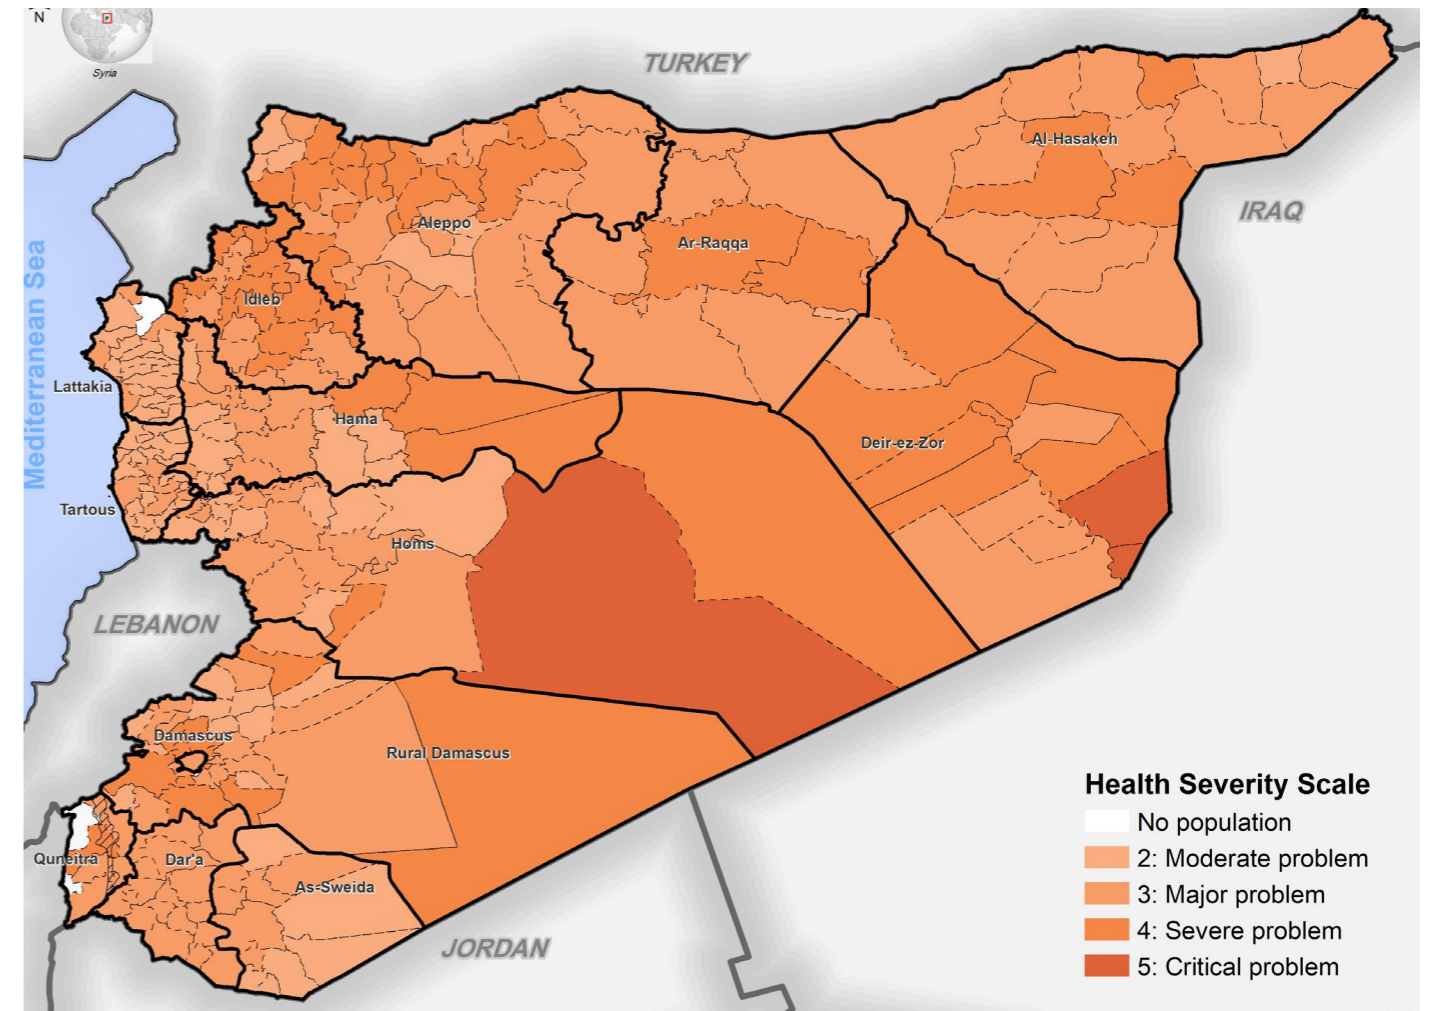 N
Syria
TURKEY
Al-Hasakeh
IRAQ
Aleppo
Ar-Raqqa
Mediterranean Sea
Idleb
Lattakia
Hama
Deir-ez-Zor
Tartous
Homs
LEBANON
Damascus
Rural Damascus
Quneitra
Dar'a
As-Sweida
JORDAN
Health Severity Scale
No population
2: Moderate problem
3: Major problem
4: Severe problem
5: Critical problem